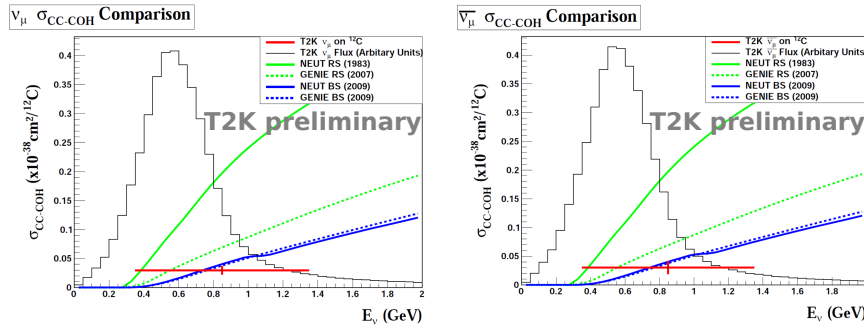 νμ σCC-COH Comparison
σCC-COH (x10⁻³⁸cm²/¹²C)
0.4
0.35
0.3
0.25
0.2
0.15
0.1
0.05
0
T2K νμ on ¹²C
T2K νμ Flux (Arbitary Units)
NEUT RS (1983)
GENIE RS (2007)
NEUT BS (2009)
GENIE BS (2009)
T2K preliminary
0 0.2 0.4 0.6 0.8 1 1.2 1.4 1.6 1.8 2
Eν (GeV)
ν̅μ σCC-COH Comparison
σCC-COH (x10⁻³⁸cm²/¹²C)
0.4
0.35
0.3
0.25
0.2
0.15
0.1
0.05
0
T2K ν̅μ on ¹²C
T2K ν̅μ Flux (Arbitary Units)
NEUT RS (1983)
GENIE RS (2007)
NEUT BS (2009)
GENIE BS (2009)
T2K preliminary
0 0.2 0.4 0.6 0.8 1 1.2 1.4 1.6 1.8 2
Eν (GeV)